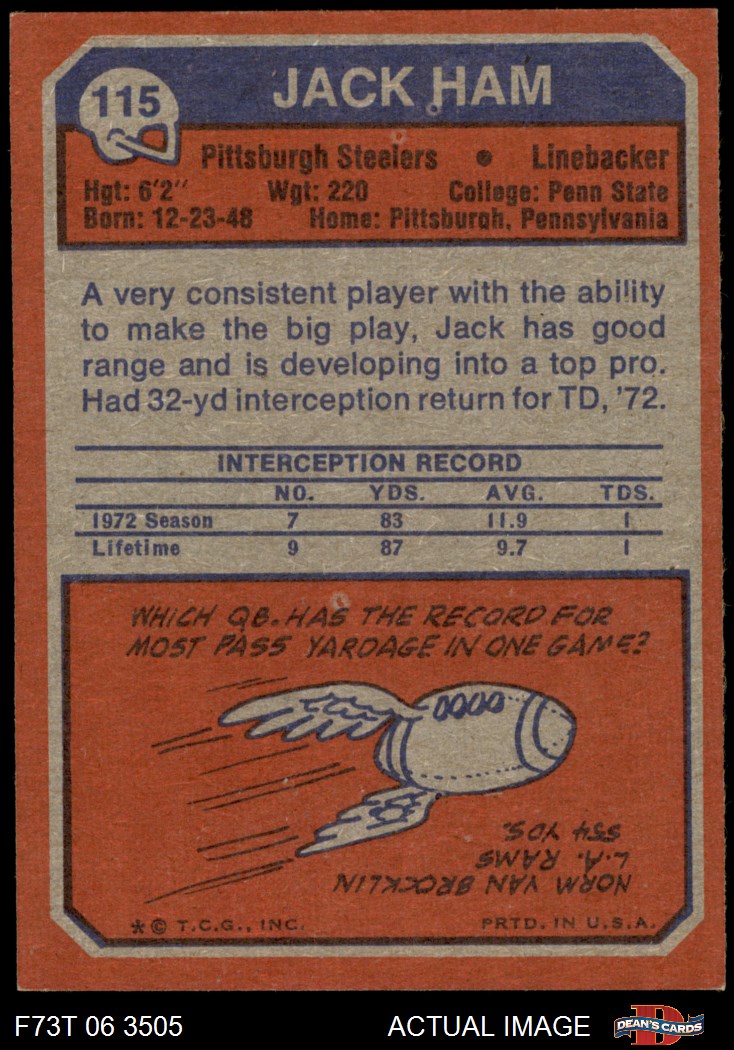 115
JACK HAM
Pittsburgh Steelers • Linebacker
Hgt: 6'2" Wgt: 220 College: Penn State
Born: 12-23-48 Home: Pittsburgh, Pennsylvania
A very consistent player with the ability
to make the big play, Jack has good
range and is developing into a top pro.
Had 32-yd interception return for TD, '72.
INTERCEPTION RECORD
NO. YDS. AVG. TDS.
1972 Season 7 83 11.9 1
Lifetime 9 87 9.7 1
WHICH QB. HAS THE RECORD FOR
MOST PASS YARDAGE IN ONE GAME?
NORM VAN BROCKLIN
L.A. RAMS
554 YDS.
*© T.C.G., INC. PRTD. IN U.S.A.
F73T 06 3505 ACTUAL IMAGE D DEAN'S CARDS